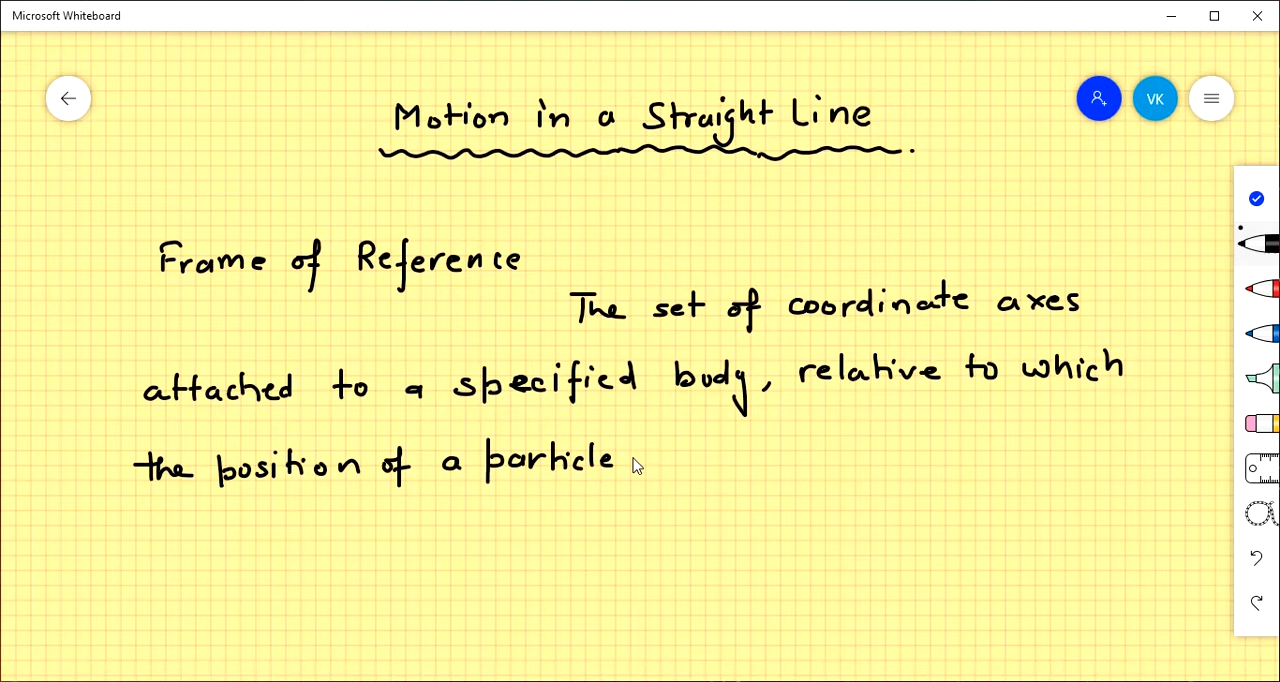 Microsoft Whiteboard
VK
Motion in a Straight Line
Frame of Reference
The set of coordinate axes
attached to a specified body, relative to which
the position of a particle